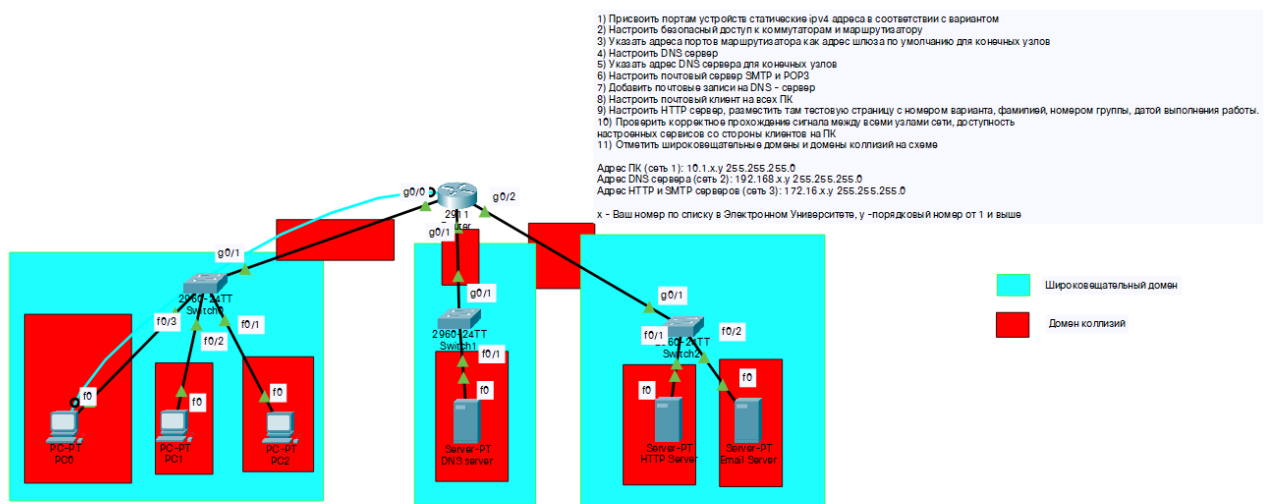 1) Присвоить портам устройств статические ipv4 адреса в соответствии с вариантом
2) Настроить безопасный доступ к коммутаторам и маршрутизатору
3) Указать адреса портов маршрутизатора как адрес шлюза по умолчанию для конечных узлов
4) Настроить DNS сервер
5) Указать адрес DNS сервера для конечных узлов
6) Настроить почтовый сервер SMTP и POP3
7) Добавить почтовые записи на DNS - сервер
8) Настроить почтовый клиент на всех ПК
9) Настроить HTTP сервер, разместить там тестовую страницу с номером варианта, фамилией, номером группы, датой выполнения работы.
10) Проверить корректное прохождение сигнала между всеми узлами сети, доступность
настроенных сервисов со стороны клиентов на ПК
11) Отметить широковещательные домены и домены коллизий на схеме
Адрес ПК (сеть 1): 10.1.x.y 255.255.255.0
Адрес DNS сервера (сеть 2): 192.168.x.y 255.255.255.0
Адрес HTTP и SMTP серверов (сеть 3): 172.16.x.y 255.255.255.0
x - Ваш номер по списку в Электронном Университете, y -порядковый номер от 1 и выше
g0/0
g0/2
2911
g0/1
g0/1
2960-24TT
Switch0
f0/3
f0/2
f0/1
f0
f0
f0
PC-PT
PC0
PC-PT
PC1
PC-PT
PC2
g0/1
2960-24TT
Switch1
f0/1
f0
Server-PT
DNS server
g0/1
f0/1
f0/2
Switch2
f0
f0
Server-PT
HTTP Server
Server-PT
Email Server
Широковещательный домен
Домен коллизий